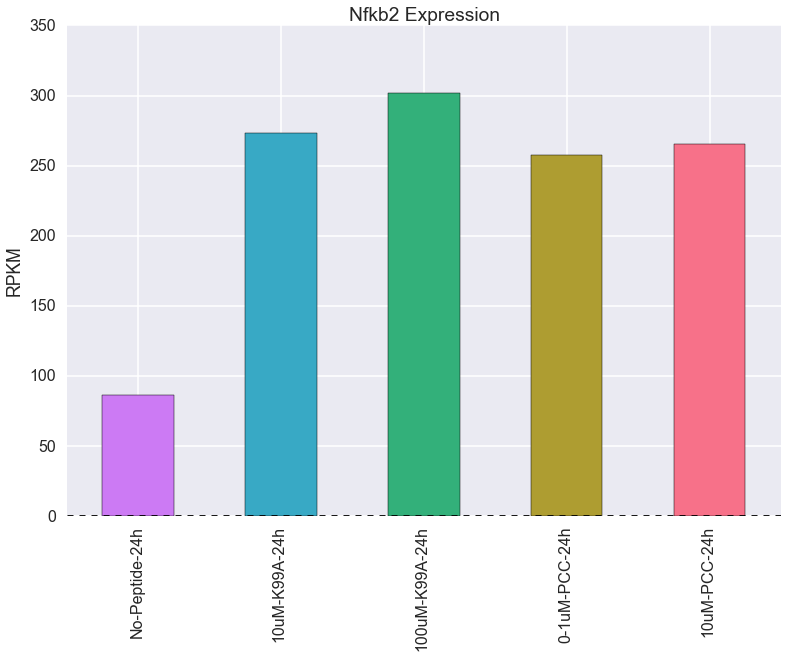 Nfkb2 Expression
350
300
250
200
150
100
50
0
RPKM
No-Peptide-24h
10uM-K99A-24h
100uM-K99A-24h
0-1uM-PCC-24h
10uM-PCC-24h